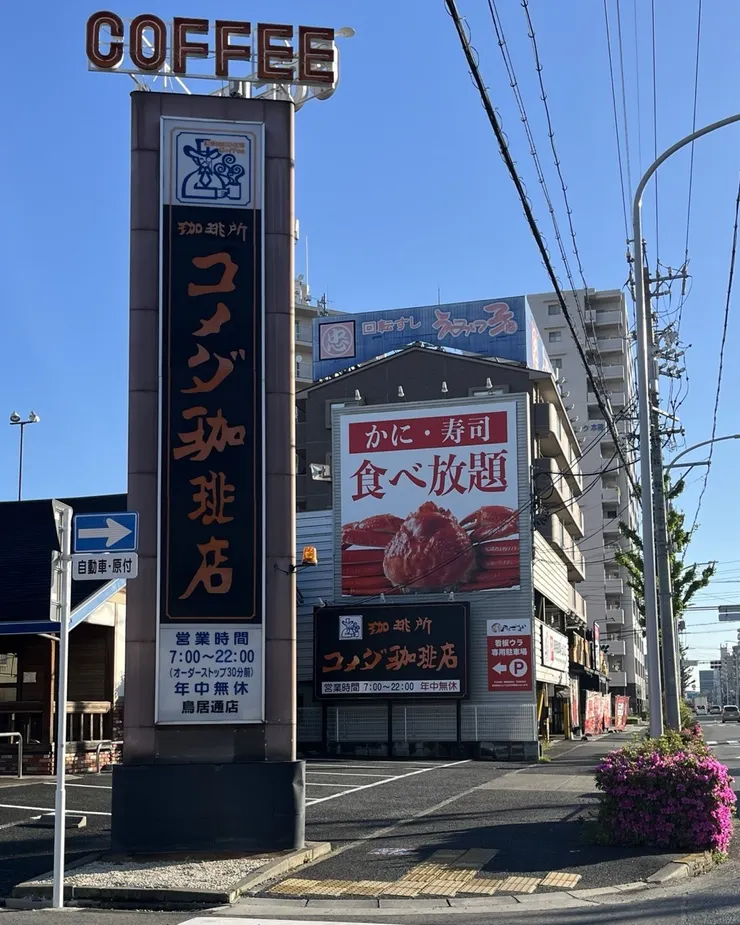 COFFEE
珈琲所
コメダ珈琲店
営業時間
7:00〜22:00
(オーダーストップ30分前)
年中無休
鳥居通店
自動車・原付
回転すし
かに・寿司
食べ放題
珈琲所
コメダ珈琲店
営業時間 7:00〜22:00 年中無休
看板ウラ
専用駐車場
P